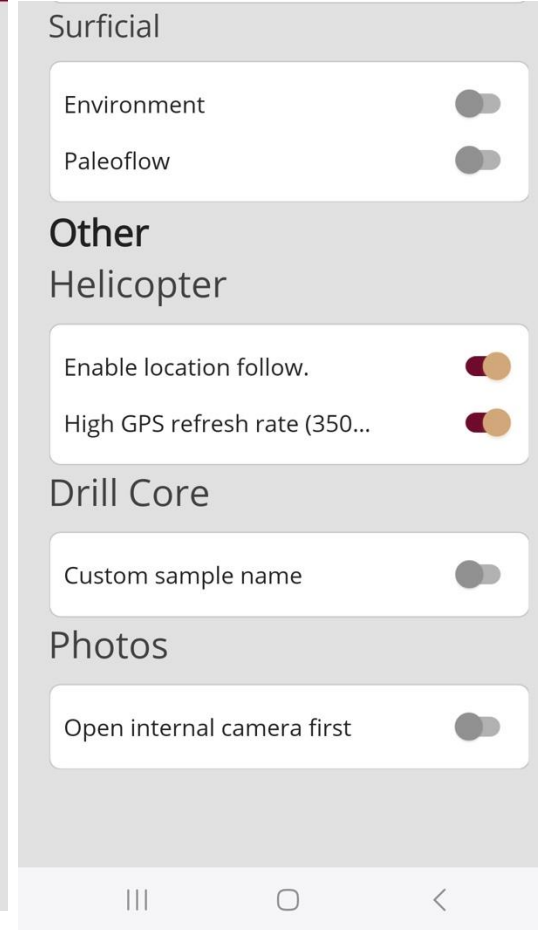 Surficial
Environment
Paleoflow
Other
Helicopter
Enable location follow.
High GPS refresh rate (350...
Drill Core
Custom sample name
Photos
Open internal camera first